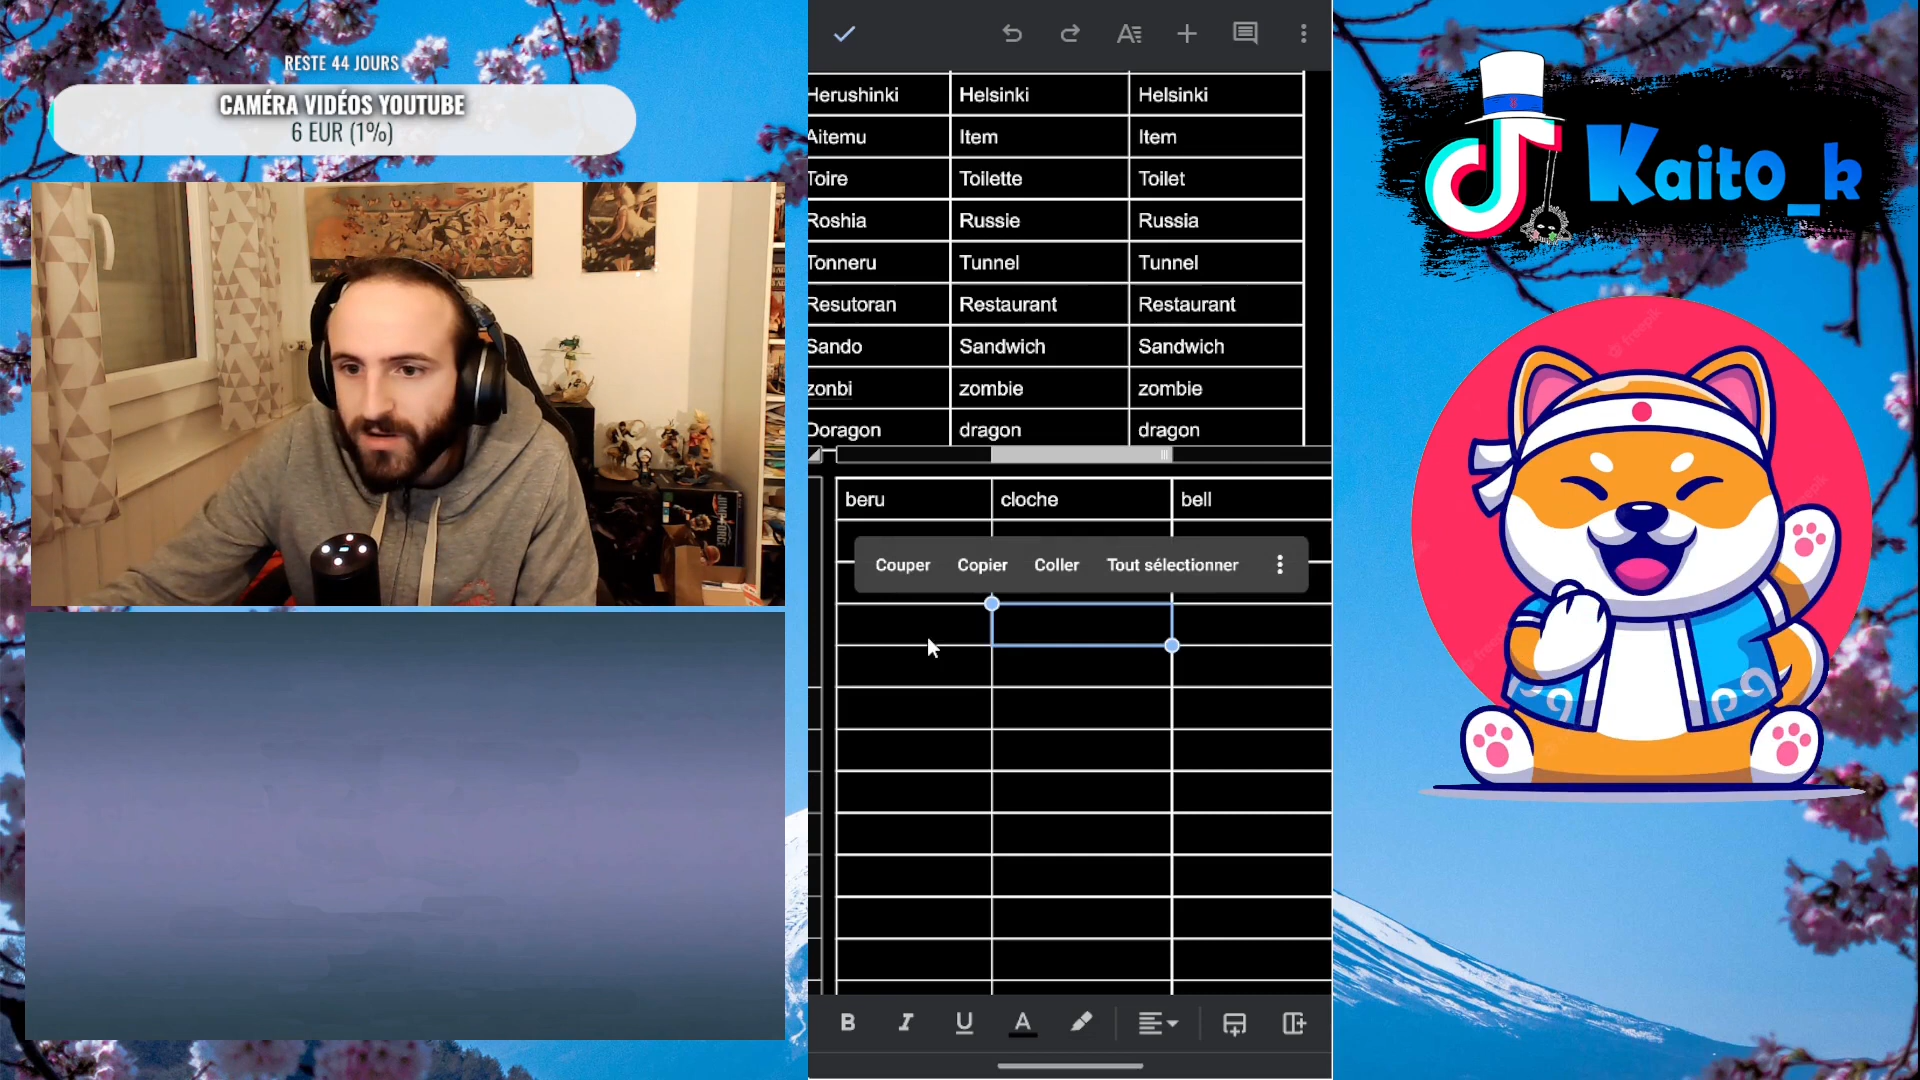 RESTE 44 JOURS
CAMÉRA VIDÉOS YOUTUBE
6 EUR (1%)
Herushinki Helsinki Helsinki
Aitemu Item Item
Toire Toilette Toilet
Roshia Russie Russia
Tonneru Tunnel Tunnel
Resutoran Restaurant Restaurant
Sando Sandwich Sandwich
zonbi zombie zombie
Doragon dragon dragon
beru cloche bell
Couper Copier Coller Tout sélectionner
B I U A
Kaito_k